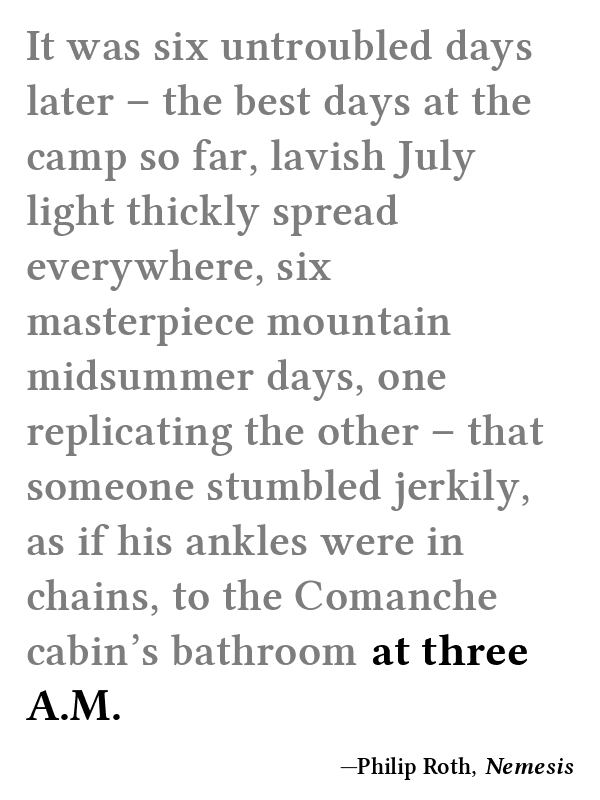 It was six untroubled days
later – the best days at the
camp so far, lavish July
light thickly spread
everywhere, six
masterpiece mountain
midsummer days, one
replicating the other – that
someone stumbled jerkily,
as if his ankles were in
chains, to the Comanche
cabin’s bathroom at three
A.M.
—Philip Roth, Nemesis